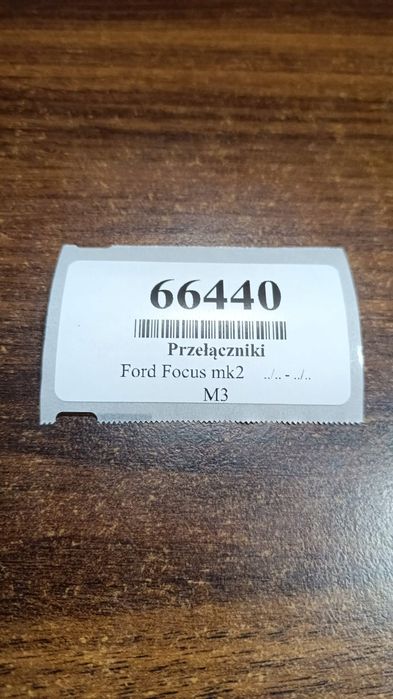 66440
Przełączniki
Ford Focus mk2 ../.. - ../..
M3